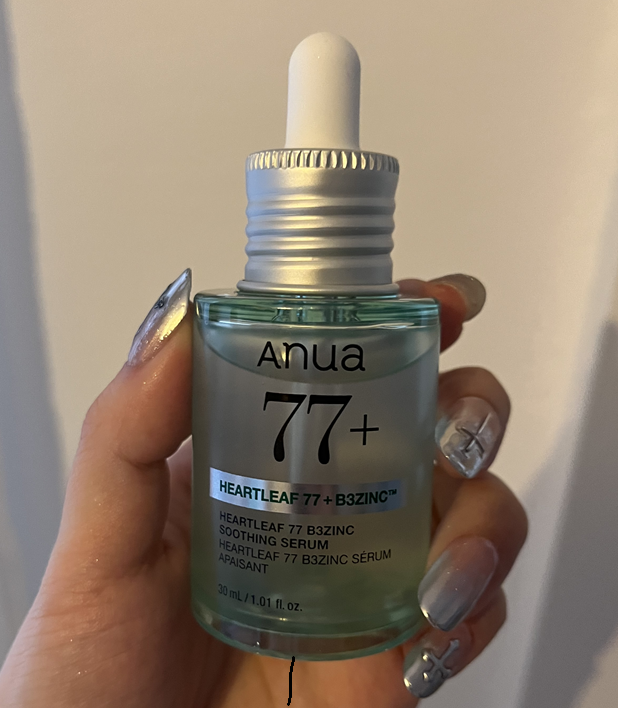 Anua
77+
HEARTLEAF 77 + B3ZINC™
HEARTLEAF 77 B3ZINC
SOOTHING SERUM
HEARTLEAF 77 B3ZINC SÉRUM
APAISANT
30 mL / 1.01 fl. oz.